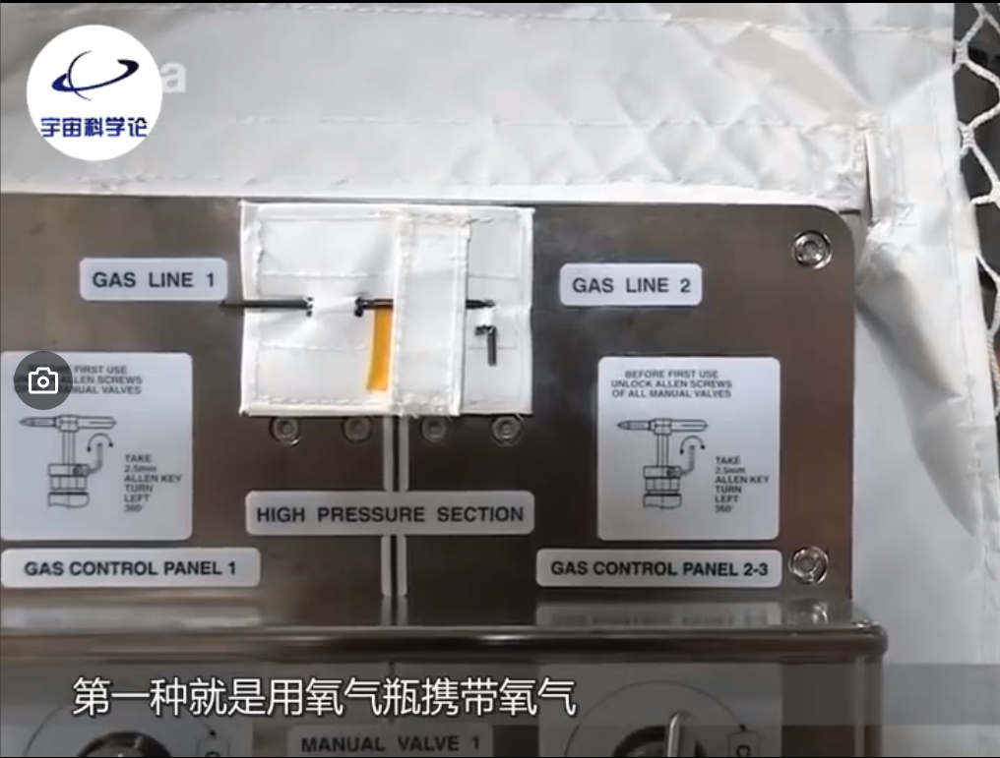 a
宇宙科学论
GAS LINE 1
GAS LINE 2
FIRST USE
ALLEN SCREWS
MANUAL VALVES
TAKE
2.5mm
ALLEN KEY
TURN
LEFT
360°
BEFORE FIRST USE
UNLOCK ALLEN SCREWS
OF ALL MANUAL VALVES
TAKE
2.5mm
ALLEN KEY
TURN
LEFT
360°
HIGH PRESSURE SECTION
GAS CONTROL PANEL 1
GAS CONTROL PANEL 2-3
第一种就是用氧气瓶携带氧气
MANUAL VALVE 1